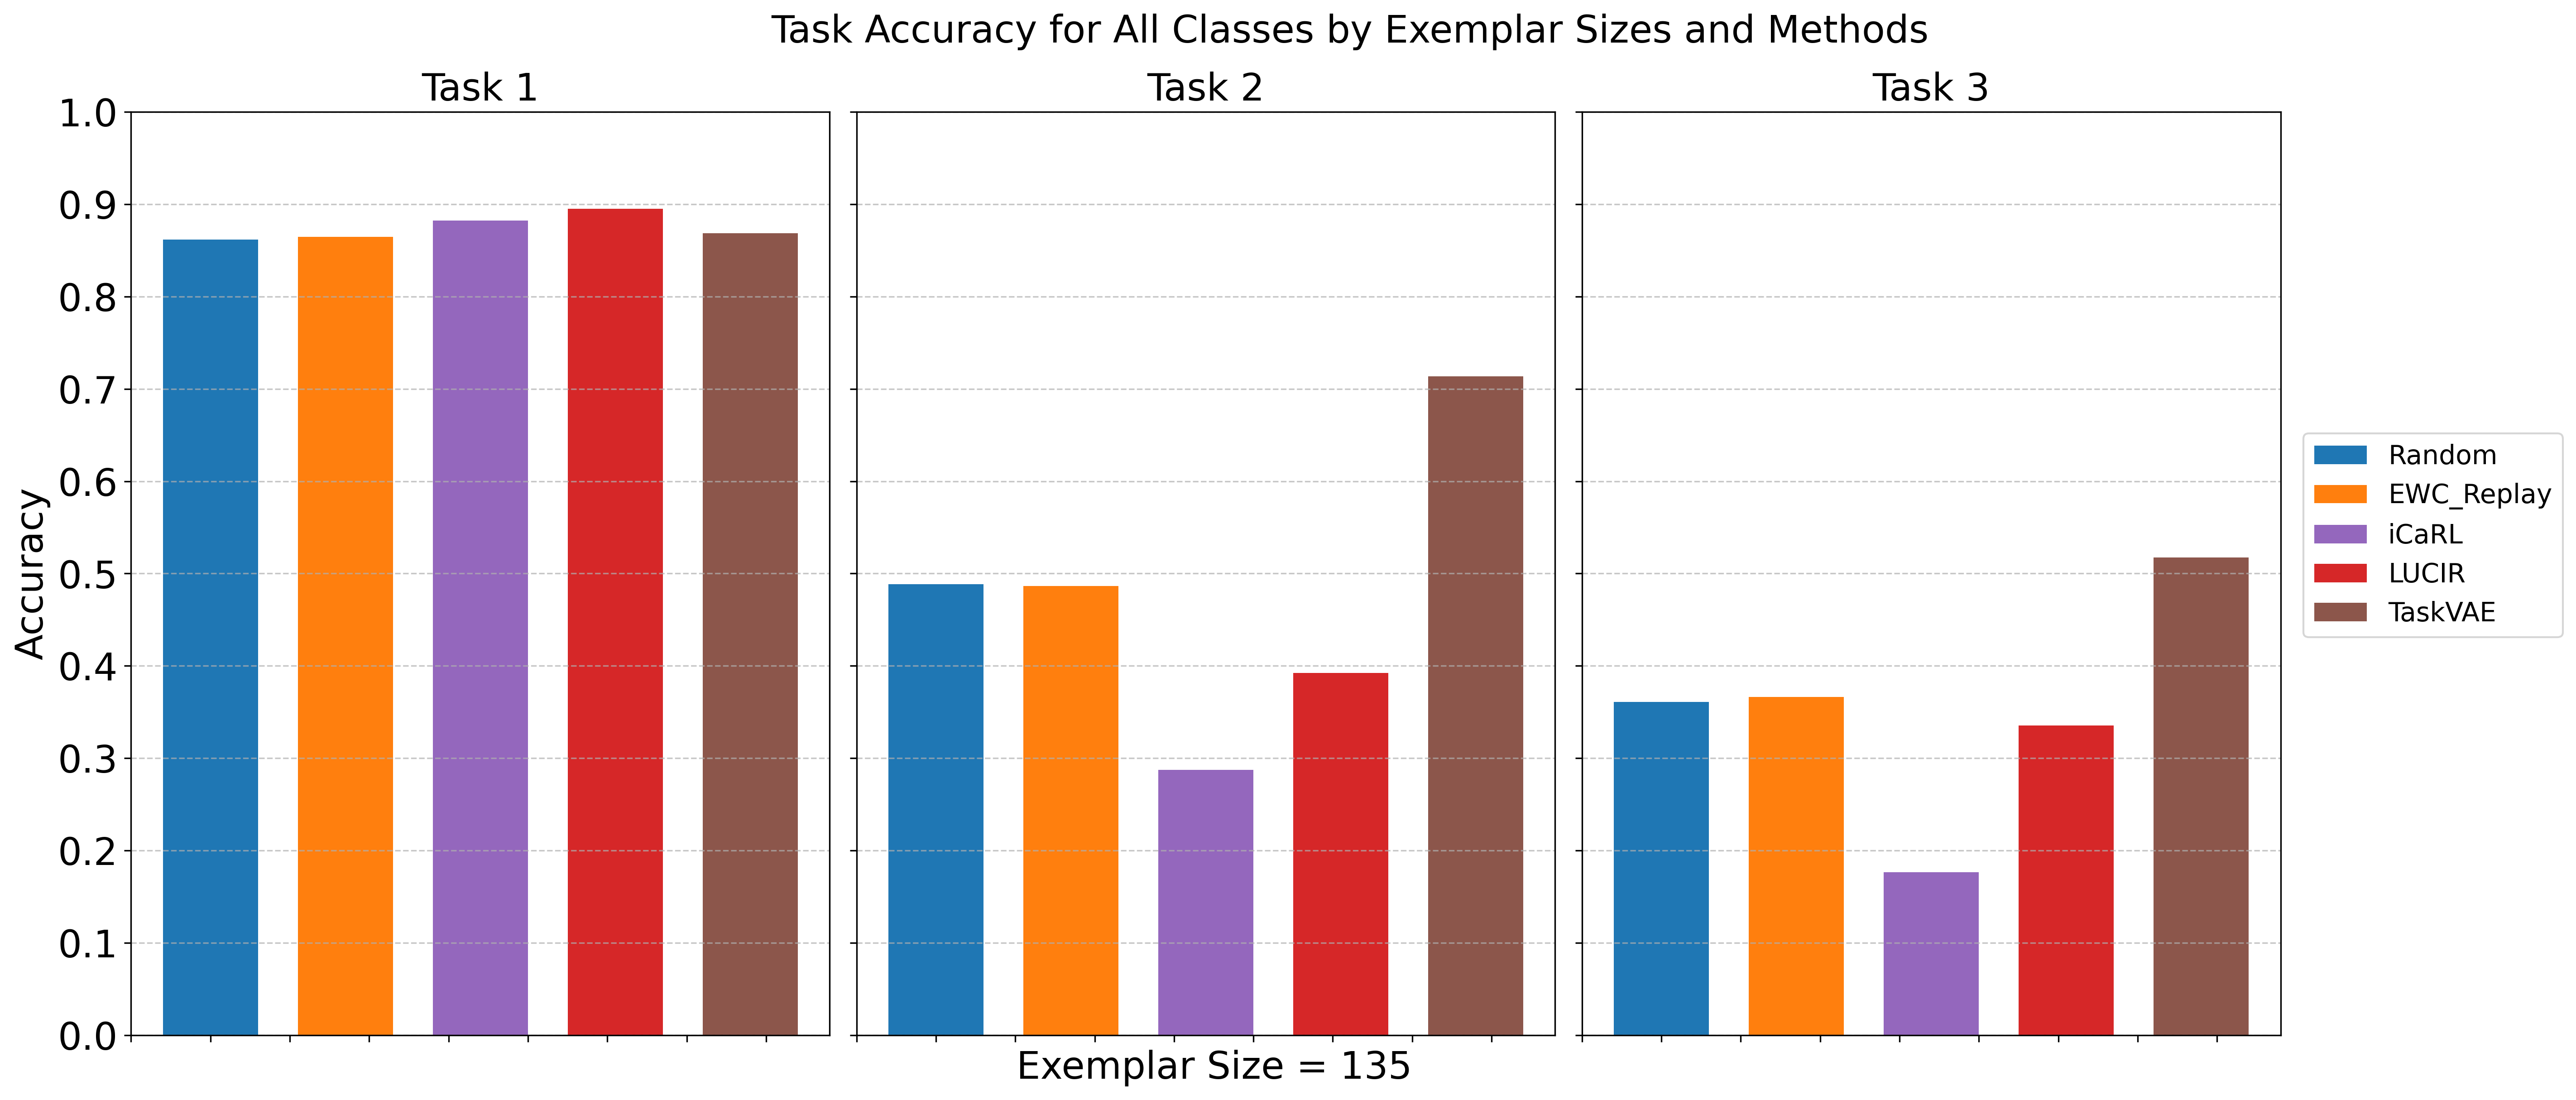 Task Accuracy for All Classes by Exemplar Sizes and Methods
Task 1
Task 2
Task 3
Accuracy
1.0
0.9
0.8
0.7
0.6
0.5
0.4
0.3
0.2
0.1
0.0
Exemplar Size = 135
Random
EWC_Replay
iCaRL
LUCIR
TaskVAE